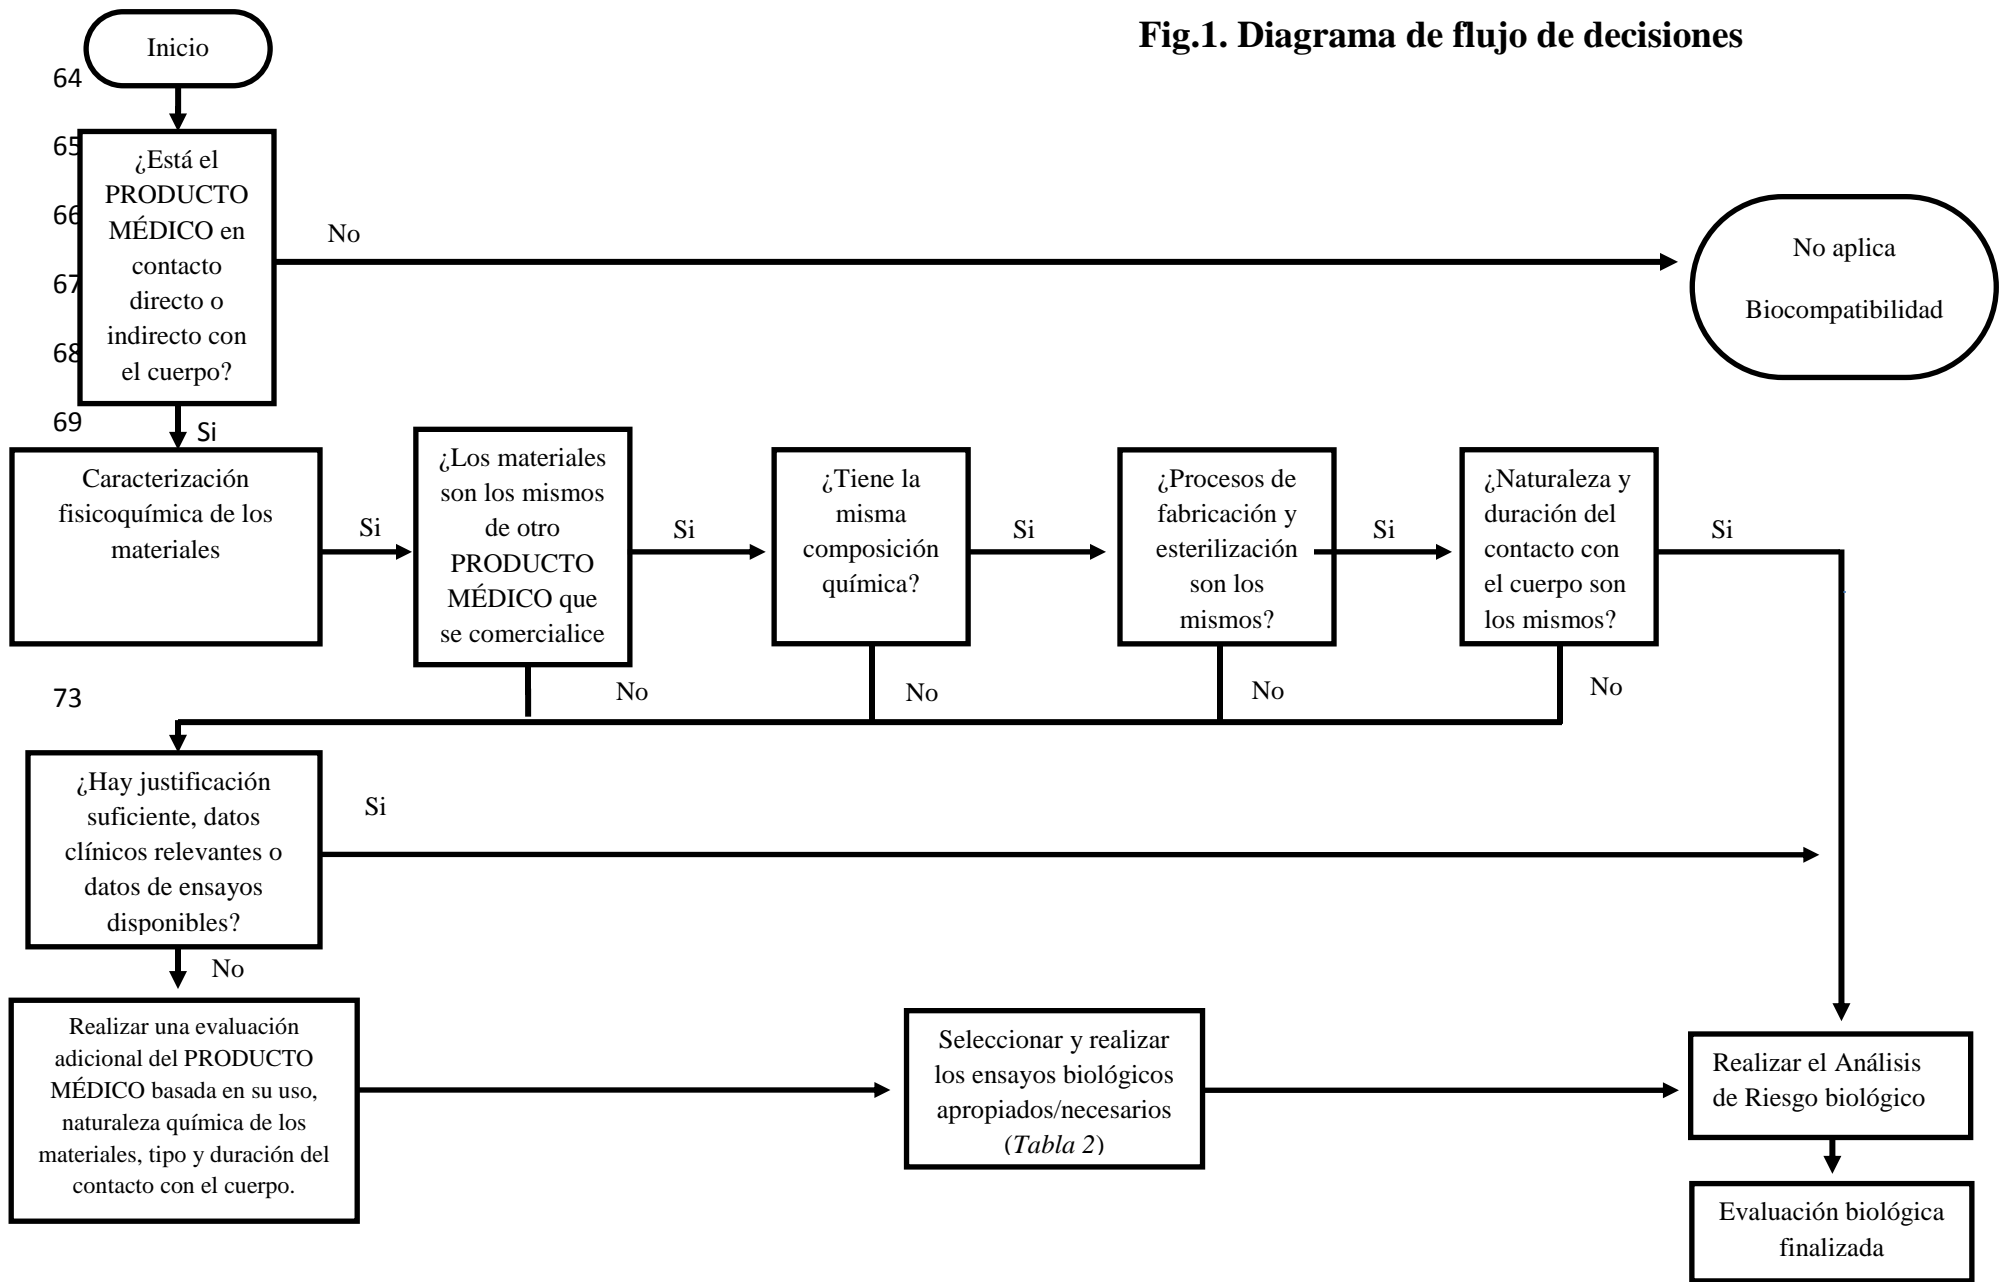 Fig.1. Diagrama de flujo de decisiones
Inicio
64
65
¿Está el
PRODUCTO
MÉDICO en
contacto
directo o
indirecto con
el cuerpo?
66
67
68
No
No aplica
Biocompatibilidad
69
Si
Caracterización
fisicoquímica de los
materiales
Si
¿Los materiales
son los mismos
de otro
PRODUCTO
MÉDICO que
se comercialice
Si
¿Tiene la
misma
composición
química?
Si
¿Procesos de
fabricación y
esterilización
son los
mismos?
Si
¿Naturaleza y
duración del
contacto con
el cuerpo son
los mismos?
Si
73
No
No
No
No
¿Hay justificación
suficiente, datos
clínicos relevantes o
datos de ensayos
disponibles?
Si
No
Realizar una evaluación
adicional del PRODUCTO
MÉDICO basada en su uso,
naturaleza química de los
materiales, tipo y duración del
contacto con el cuerpo.
Seleccionar y realizar
los ensayos biológicos
apropiados/necesarios
(Tabla 2)
Realizar el Análisis
de Riesgo biológico
Evaluación biológica
finalizada